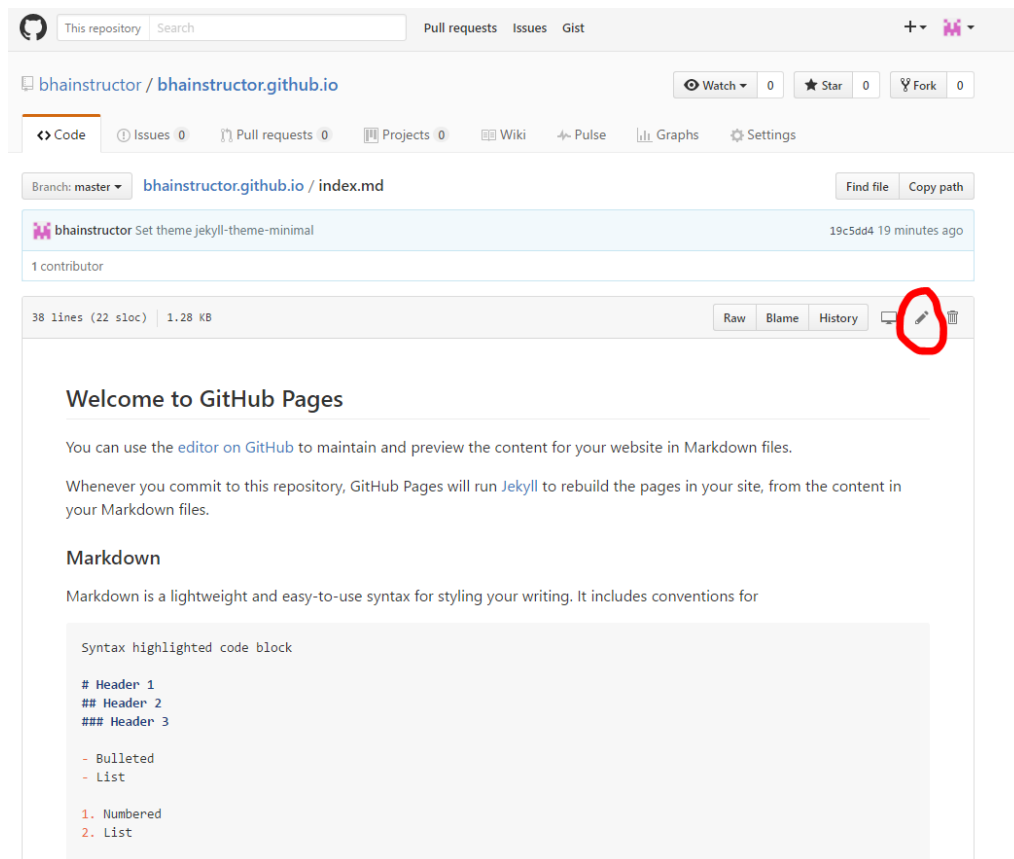 This repository Search Pull requests Issues Gist
bhainstructor / bhainstructor.github.io Watch 0 Star 0 Fork 0
Code Issues 0 Pull requests 0 Projects 0 Wiki Pulse Graphs Settings
Branch: master bhainstructor.github.io / index.md Find file Copy path
bhainstructor Set theme jekyll-theme-minimal 19c5dd4 19 minutes ago
1 contributor
38 lines (22 sloc) 1.28 KB Raw Blame History
Welcome to GitHub Pages
You can use the editor on GitHub to maintain and preview the content for your website in Markdown files.
Whenever you commit to this repository, GitHub Pages will run Jekyll to rebuild the pages in your site, from the content in
your Markdown files.
Markdown
Markdown is a lightweight and easy-to-use syntax for styling your writing. It includes conventions for
Syntax highlighted code block
# Header 1
## Header 2
### Header 3
- Bulleted
- List
1. Numbered
2. List